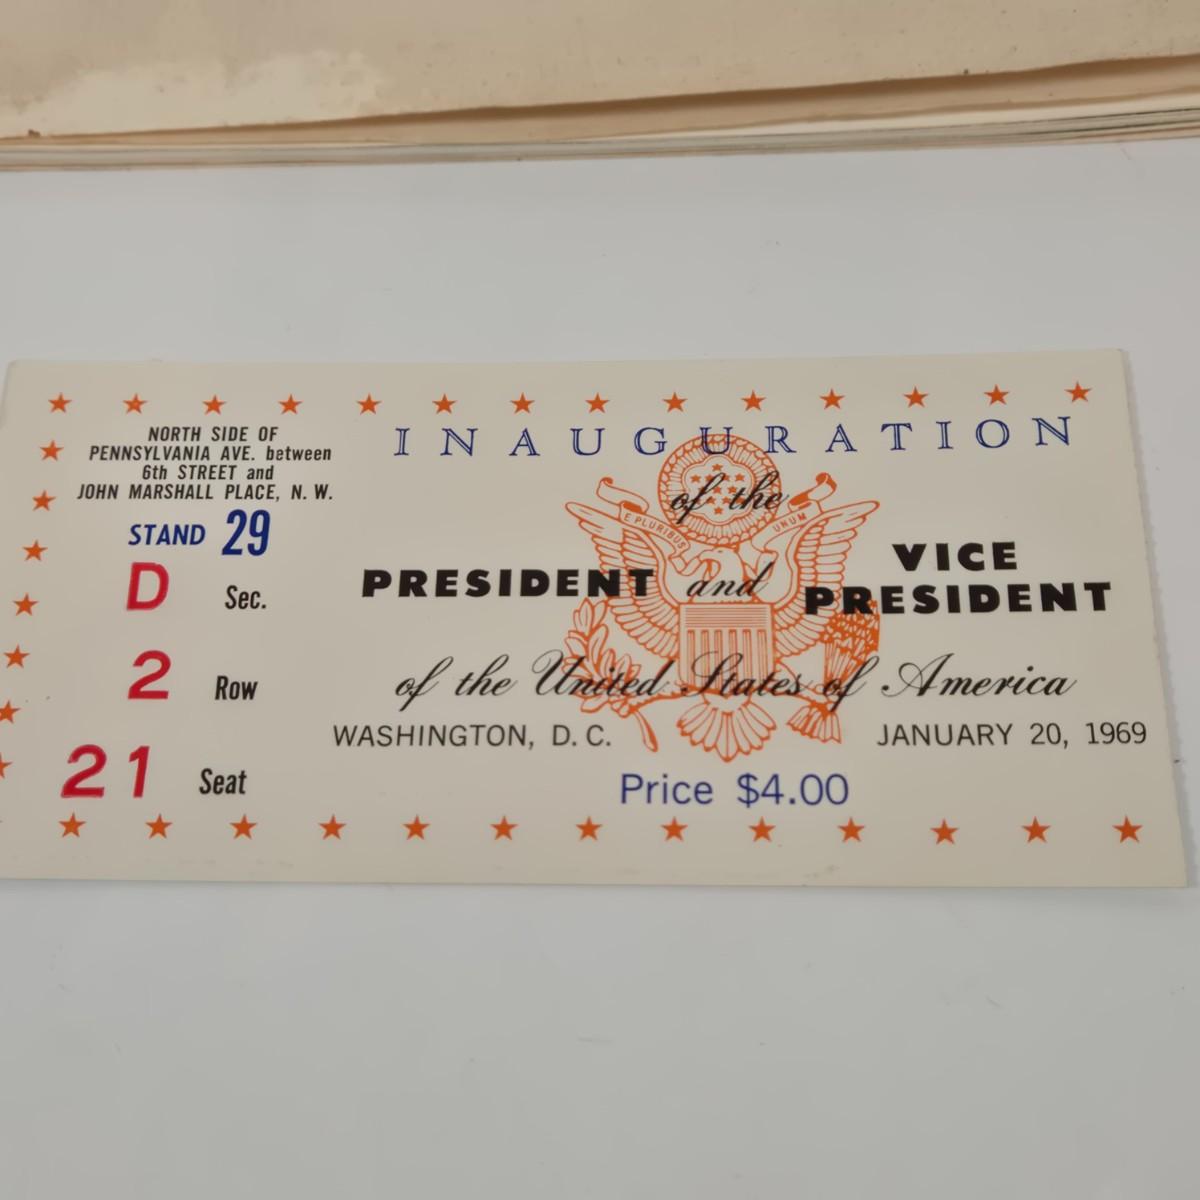 NORTH SIDE OF
PENNSYLVANIA AVE. between
6th STREET and
JOHN MARSHALL PLACE, N. W.
STAND 29
D Sec.
2 Row
21 Seat
INAUGURATION
of the
E PLURIBUS UNUM
PRESIDENT and VICE PRESIDENT
of the United States of America
WASHINGTON, D. C. JANUARY 20, 1969
Price $4.00